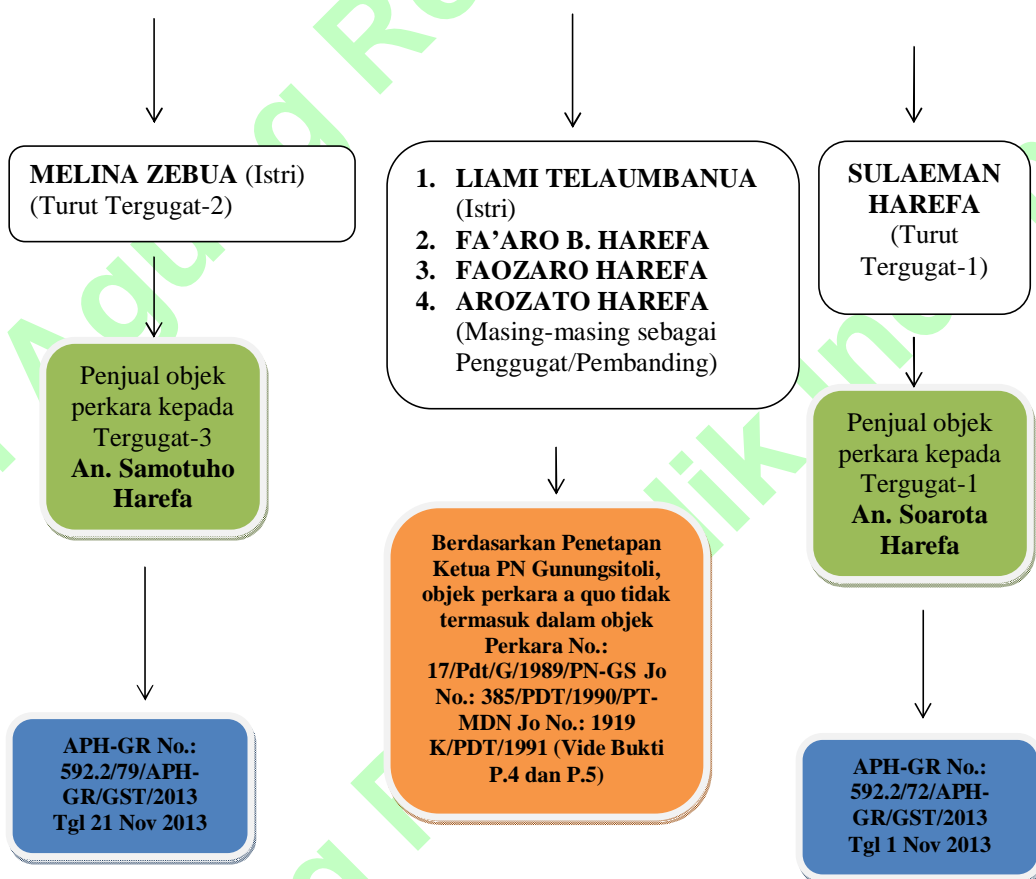 MELINA ZEBUA (Istri)
(Turut Tergugat-2)
Penjual objek
perkara kepada
Tergugat-3
An. Samotuho
Harefa
APH-GR No.:
592.2/79/APH-
GR/GST/2013
Tgl 21 Nov 2013
1. LIAMI TELAUMBANUA
(Istri)
2. FA’ARO B. HAREFA
3. FAOZARO HAREFA
4. AROZATO HAREFA
(Masing-masing sebagai
Penggugat/Pembanding)
Berdasarkan Penetapan
Ketua PN Gunungsitoli,
objek perkara a quo tidak
termasuk dalam objek
Perkara No.:
17/Pdt/G/1989/PN-GS Jo
No.: 385/PDT/1990/PT-
MDN Jo No.: 1919
K/PDT/1991 (Vide Bukti
P.4 dan P.5)
SULAEMAN
HAREFA
(Turut
Tergugat-1)
Penjual objek
perkara kepada
Tergugat-1
An. Soarota
Harefa
APH-GR No.:
592.2/72/APH-
GR/GST/2013
Tgl 1 Nov 2013